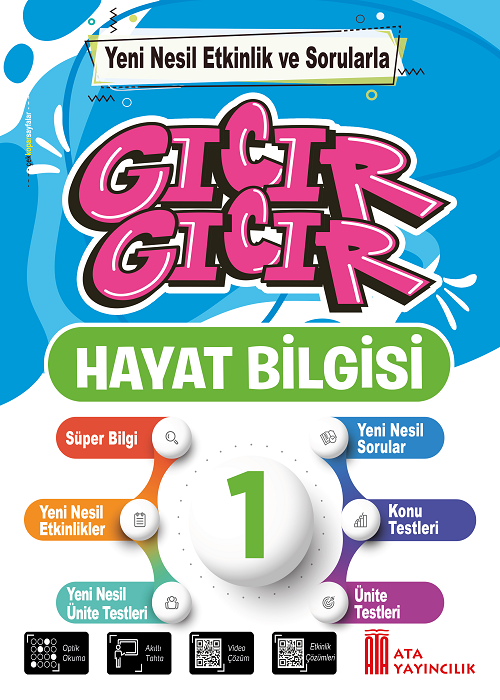 Yeni Nesil Etkinlik ve Sorularla
GICIR
GICIR
HAYAT BİLGİSİ
Süper Bilgi
Yeni Nesil
Sorular
1
Yeni Nesil
Etkinlikler
Konu
Testleri
Yeni Nesil
Ünite Testleri
Ünite
Testleri
Optik
Okuma
Akıllı
Tahta
Video
Çözüm
Etkinlik
Çözümleri
ATA
YAYINCILIK